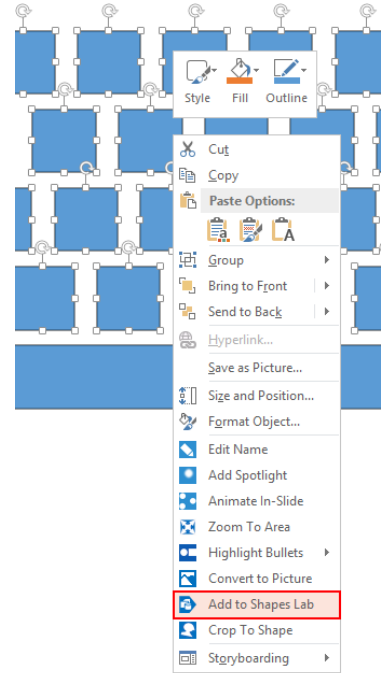 Style Fill Outline
Cut
Copy
Paste Options:
Group
Bring to Front
Send to Back
Hyperlink...
Save as Picture...
Size and Position...
Format Object...
Edit Name
Add Spotlight
Animate In-Slide
Zoom To Area
Highlight Bullets
Convert to Picture
Add to Shapes Lab
Crop To Shape
Storyboarding